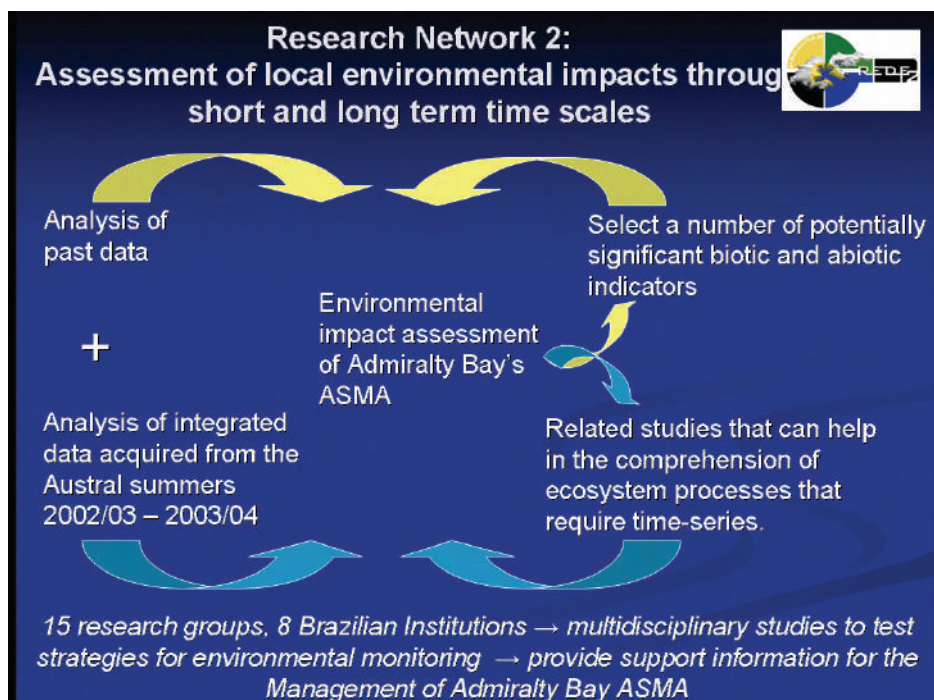 Research Network 2:
Assessment of local environmental impacts throug
short and long term time scales
REDE 2
Analysis of
past data
Select a number of potentially
significant biotic and abiotic
indicators
Environmental
impact assessment
of Admiralty Bay's
ASMA
+
Analysis of integrated
data acquired from the
Austral summers
2002/03 – 2003/04
Related studies that can help
in the comprehension of
ecosystem processes that
require time-series.
15 research groups, 8 Brazilian Institutions → multidisciplinary studies to test
strategies for environmental monitoring → provide support information for the
Management of Admiralty Bay ASMA